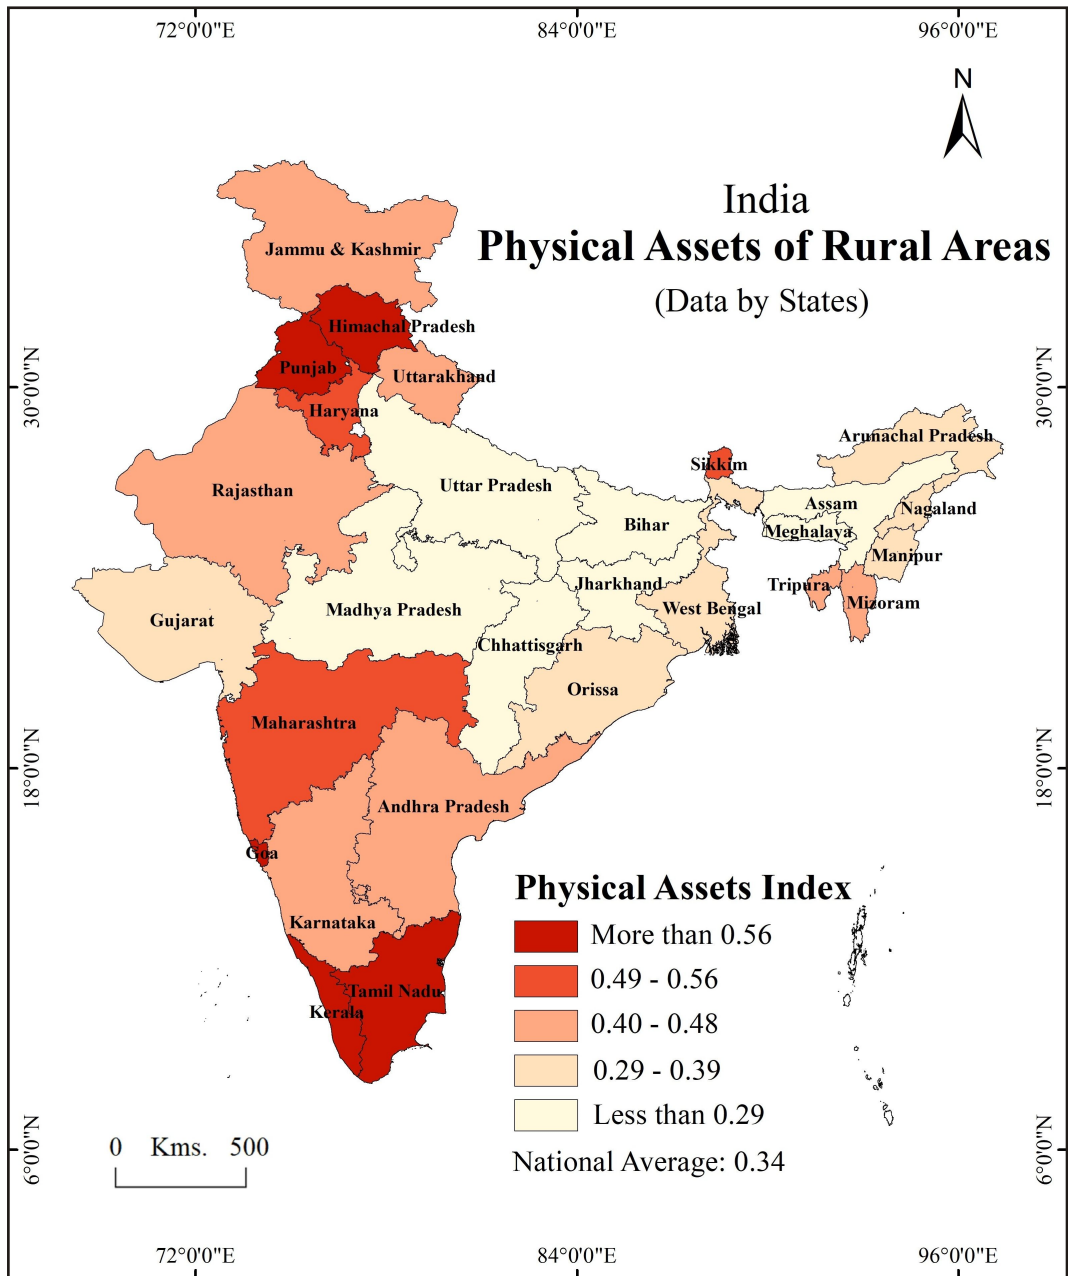 72°0'0"E 84°0'0"E 96°0'0"E
N
India
Physical Assets of Rural Areas
(Data by States)
Jammu & Kashmir
Himachal Pradesh
Punjab
Uttarakhand
30°0'0"N
30°0'0"N
Haryana
Arunachal Pradesh
Sikkim
Rajasthan
Uttar Pradesh
Assam
Nagaland
Bihar
Meghalaya
Manipur
Jharkhand
Tripura
Mizoram
Madhya Pradesh
West Bengal
Gujarat
Chhattisgarh
Orissa
Maharashtra
18°0'0"N
18°0'0"N
Andhra Pradesh
Goa
Karnataka
Tamil Nadu
Kerala
Physical Assets Index
More than 0.56
0.49 - 0.56
0.40 - 0.48
0.29 - 0.39
Less than 0.29
National Average: 0.34
0 Kms. 500
6°0'0"N
6°0'0"N
72°0'0"E 84°0'0"E 96°0'0"E